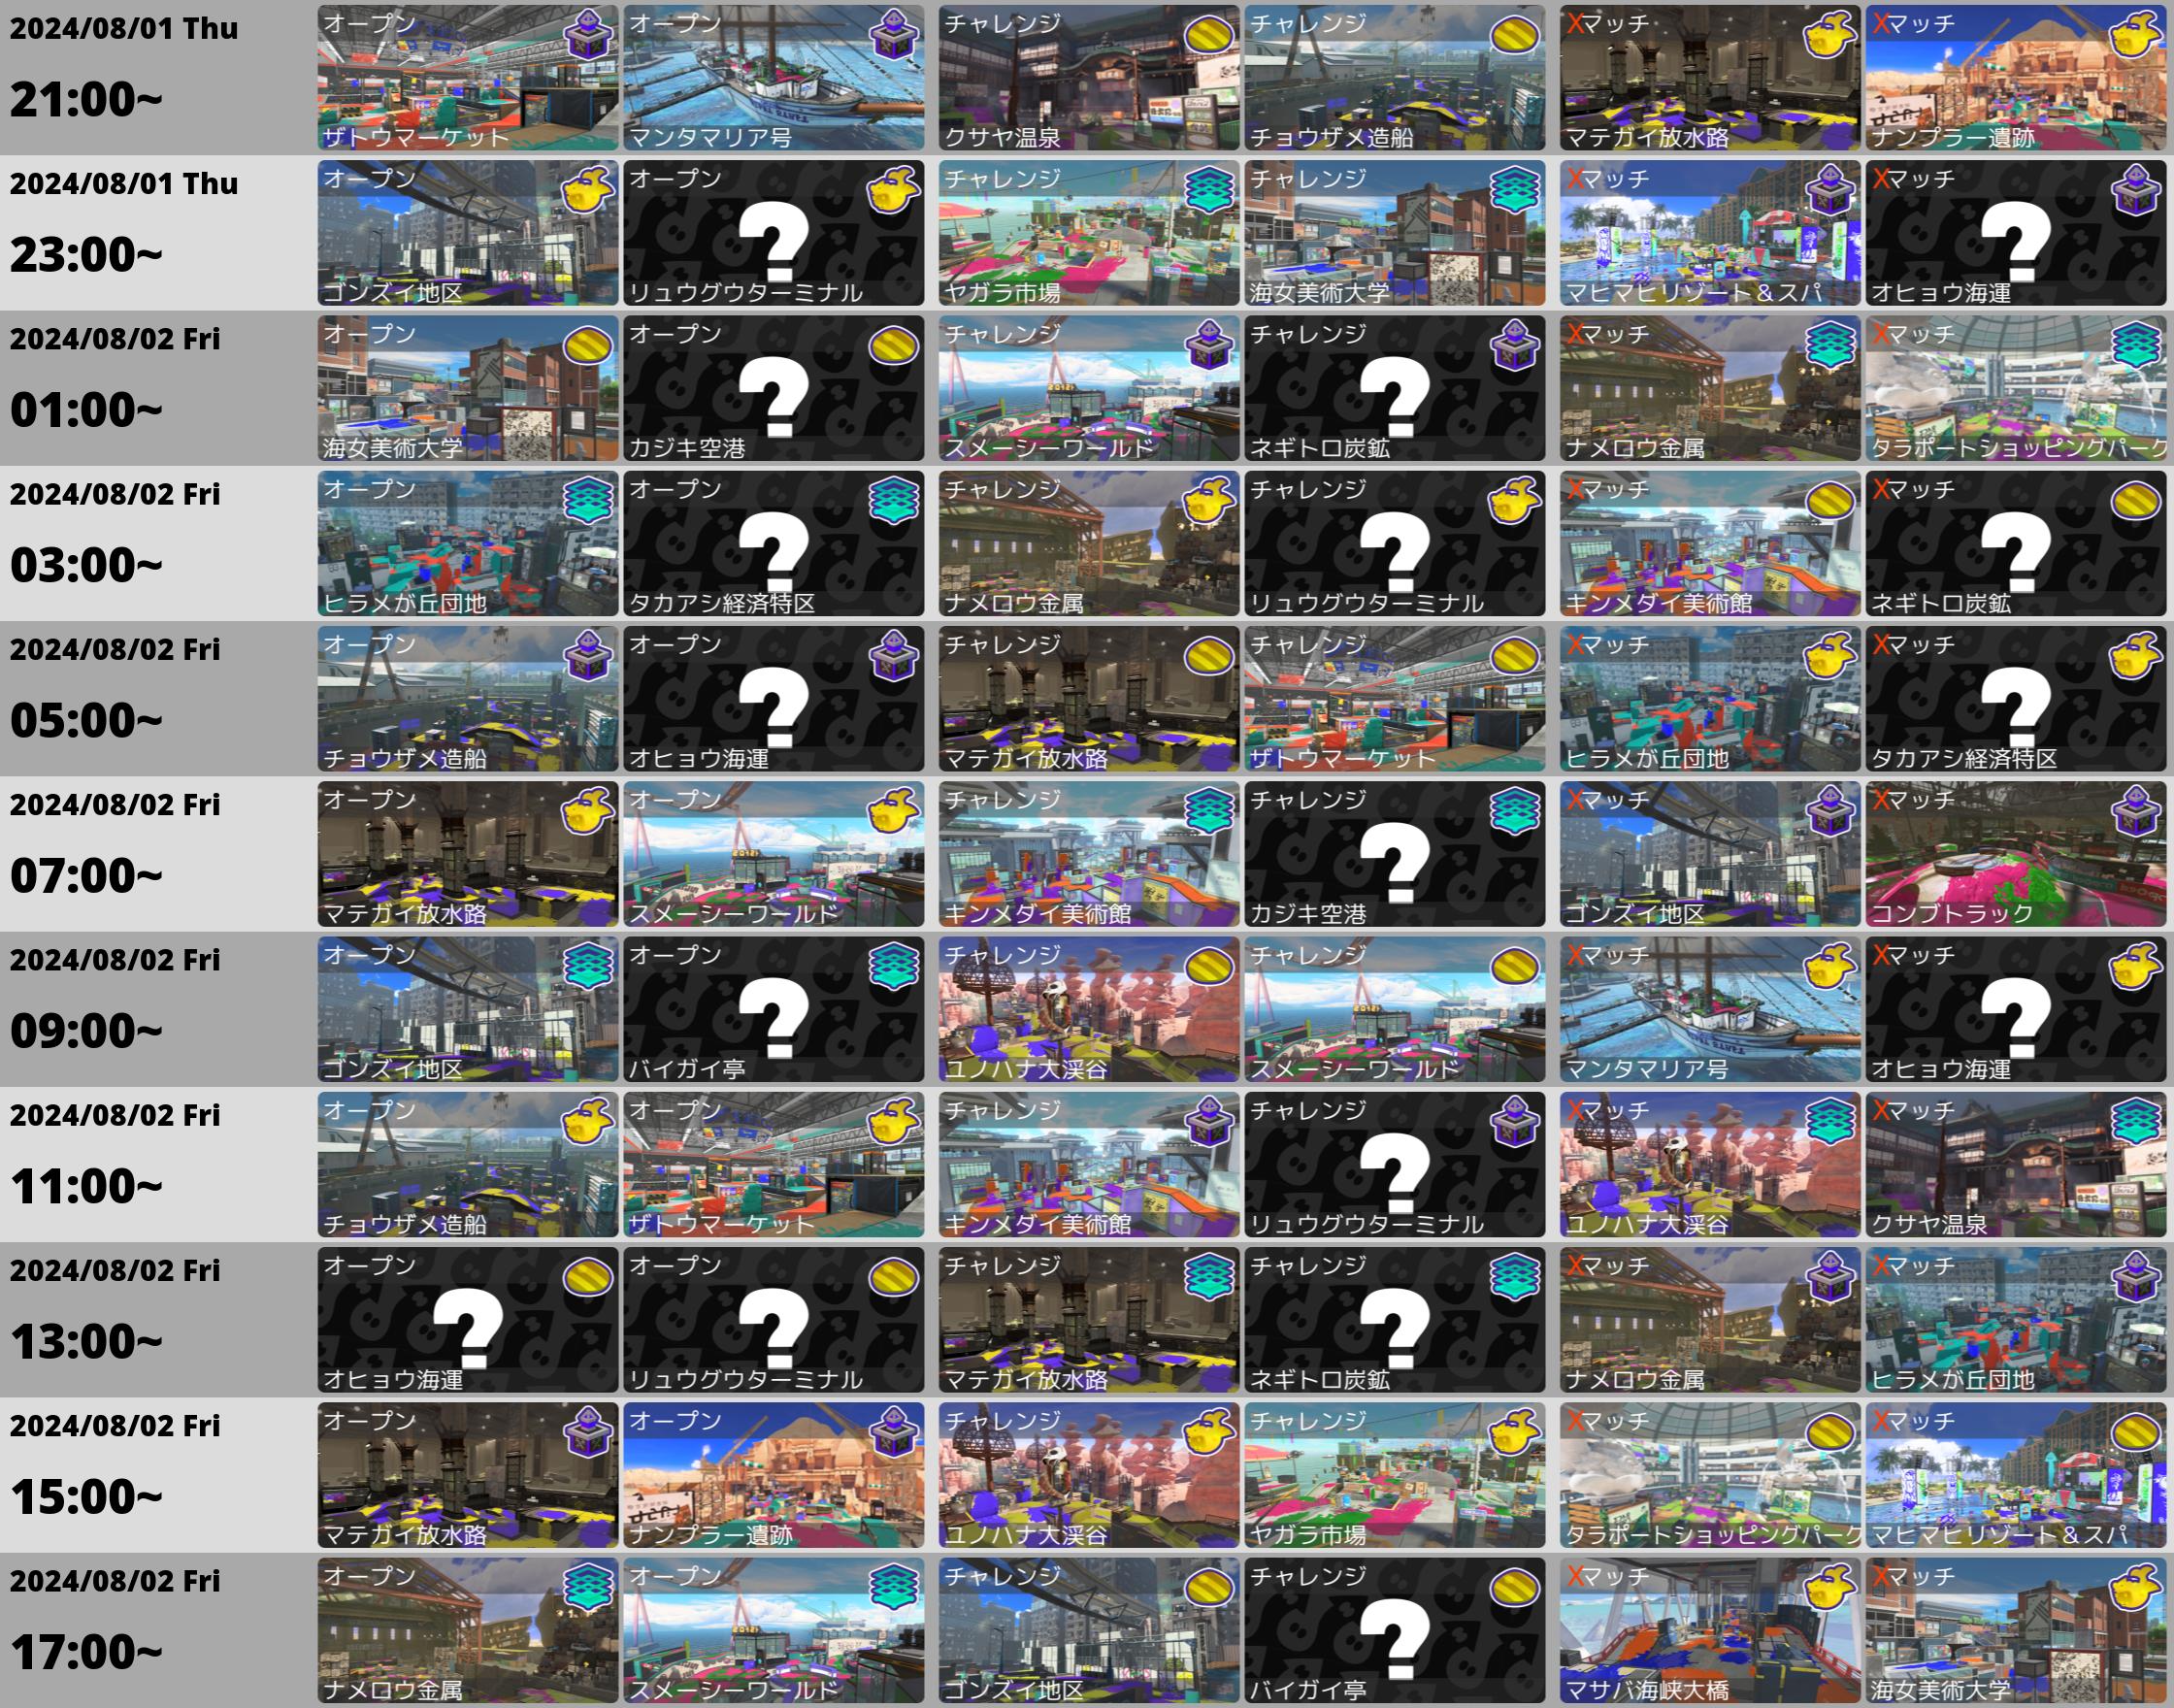 2024/08/01 Thu
21:00~
オープン
ザトウマーケット
オープン
マンタマリア号
チャレンジ
クサヤ温泉
チャレンジ
チョウザメ造船
Xマッチ
マテガイ放水路
Xマッチ
ナンプラー遺跡
2024/08/01 Thu
23:00~
オープン
ゴンズイ地区
オープン
リュウグウターミナル
チャレンジ
ヤガラ市場
チャレンジ
海女美術大学
Xマッチ
マヒマヒリゾート&スパ
Xマッチ
オヒョウ海運
2024/08/02 Fri
01:00~
オープン
海女美術大学
オープン
カジキ空港
チャレンジ
スメーシーワールド
チャレンジ
ネギトロ炭鉱
Xマッチ
ナメロウ金属
Xマッチ
タラポートショッピングパーク
2024/08/02 Fri
03:00~
オープン
ヒラメが丘団地
オープン
タカアシ経済特区
チャレンジ
ナメロウ金属
チャレンジ
リュウグウターミナル
Xマッチ
キンメダイ美術館
Xマッチ
ネギトロ炭鉱
2024/08/02 Fri
05:00~
オープン
チョウザメ造船
オープン
オヒョウ海運
チャレンジ
マテガイ放水路
チャレンジ
ザトウマーケット
Xマッチ
ヒラメが丘団地
Xマッチ
タカアシ経済特区
2024/08/02 Fri
07:00~
オープン
マテガイ放水路
オープン
スメーシーワールド
チャレンジ
キンメダイ美術館
チャレンジ
カジキ空港
Xマッチ
ゴンズイ地区
Xマッチ
コンブトラック
2024/08/02 Fri
09:00~
オープン
ゴンズイ地区
オープン
バイガイ亭
チャレンジ
ユノハナ大渓谷
チャレンジ
スメーシーワールド
Xマッチ
マンタマリア号
Xマッチ
オヒョウ海運
2024/08/02 Fri
11:00~
オープン
チョウザメ造船
オープン
ザトウマーケット
チャレンジ
キンメダイ美術館
チャレンジ
リュウグウターミナル
Xマッチ
ユノハナ大渓谷
Xマッチ
クサヤ温泉
2024/08/02 Fri
13:00~
オープン
オヒョウ海運
オープン
リュウグウターミナル
チャレンジ
マテガイ放水路
チャレンジ
ネギトロ炭鉱
Xマッチ
ナメロウ金属
Xマッチ
ヒラメが丘団地
2024/08/02 Fri
15:00~
オープン
マテガイ放水路
オープン
ナンプラー遺跡
チャレンジ
ユノハナ大渓谷
チャレンジ
ヤガラ市場
Xマッチ
タラポートショッピングパーク
Xマッチ
マヒマヒリゾート&スパ
2024/08/02 Fri
17:00~
オープン
ナメロウ金属
オープン
スメーシーワールド
チャレンジ
ゴンズイ地区
チャレンジ
バイガイ亭
Xマッチ
マサバ海峡大橋
Xマッチ
海女美術大学